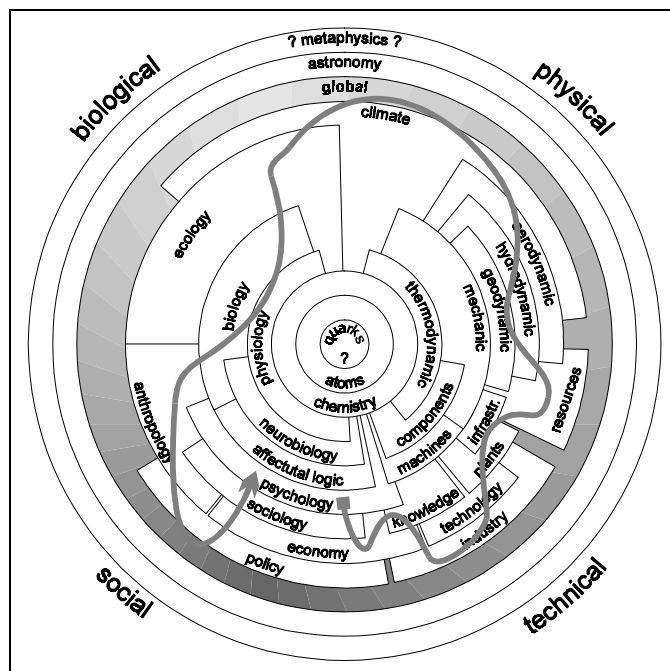 ? metaphysics ?
astronomy
global
climate
biological
physical
ecology
biology
physiology
thermodynamic
mechanic
geodynamic
hydrodynamic
aerodynamic
quarks
?
atoms
chemistry
anthropology
neurobiology
affectutal logic
psychology
sociology
economy
policy
components
machines
infrastr.
plants
resources
knowledge
technology
industry
social
technical